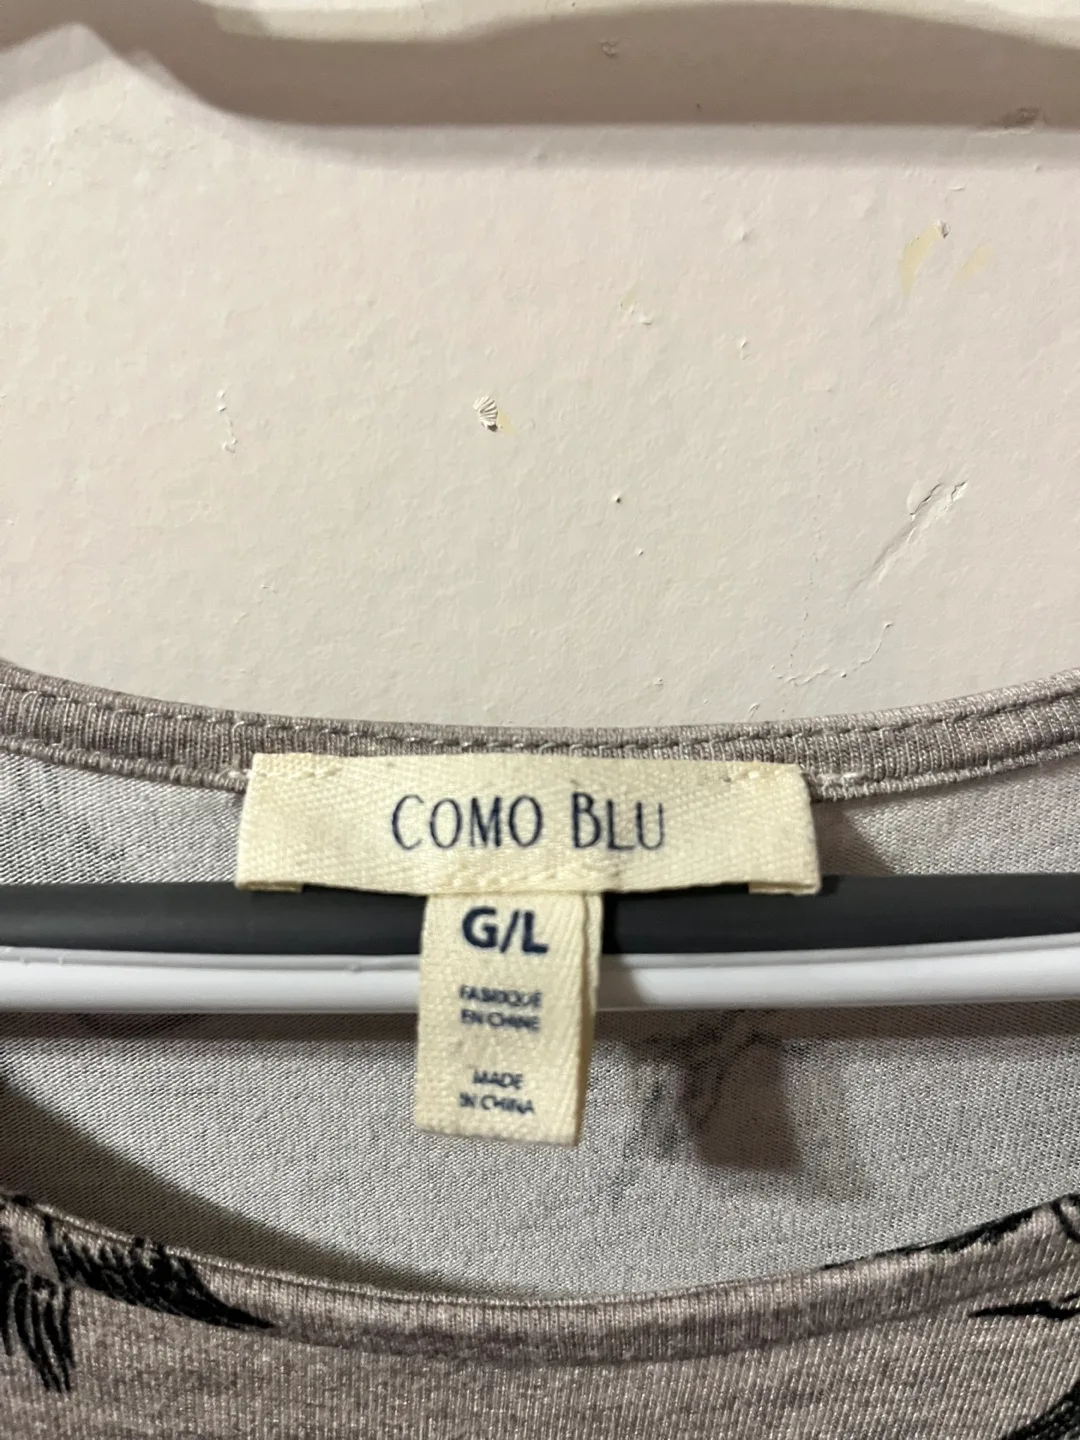 COMO BLU
G/L
FABRIQUÉ
EN CHINE
MADE
IN CHINA